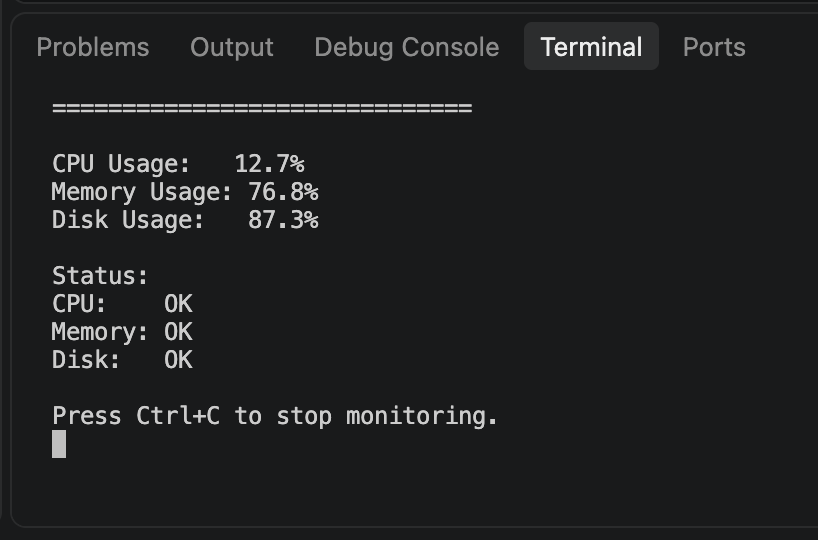 Problems Output Debug Console Terminal Ports
==============================
CPU Usage:   12.7%
Memory Usage: 76.8%
Disk Usage:   87.3%
Status:
CPU:    OK
Memory: OK
Disk:   OK
Press Ctrl+C to stop monitoring.